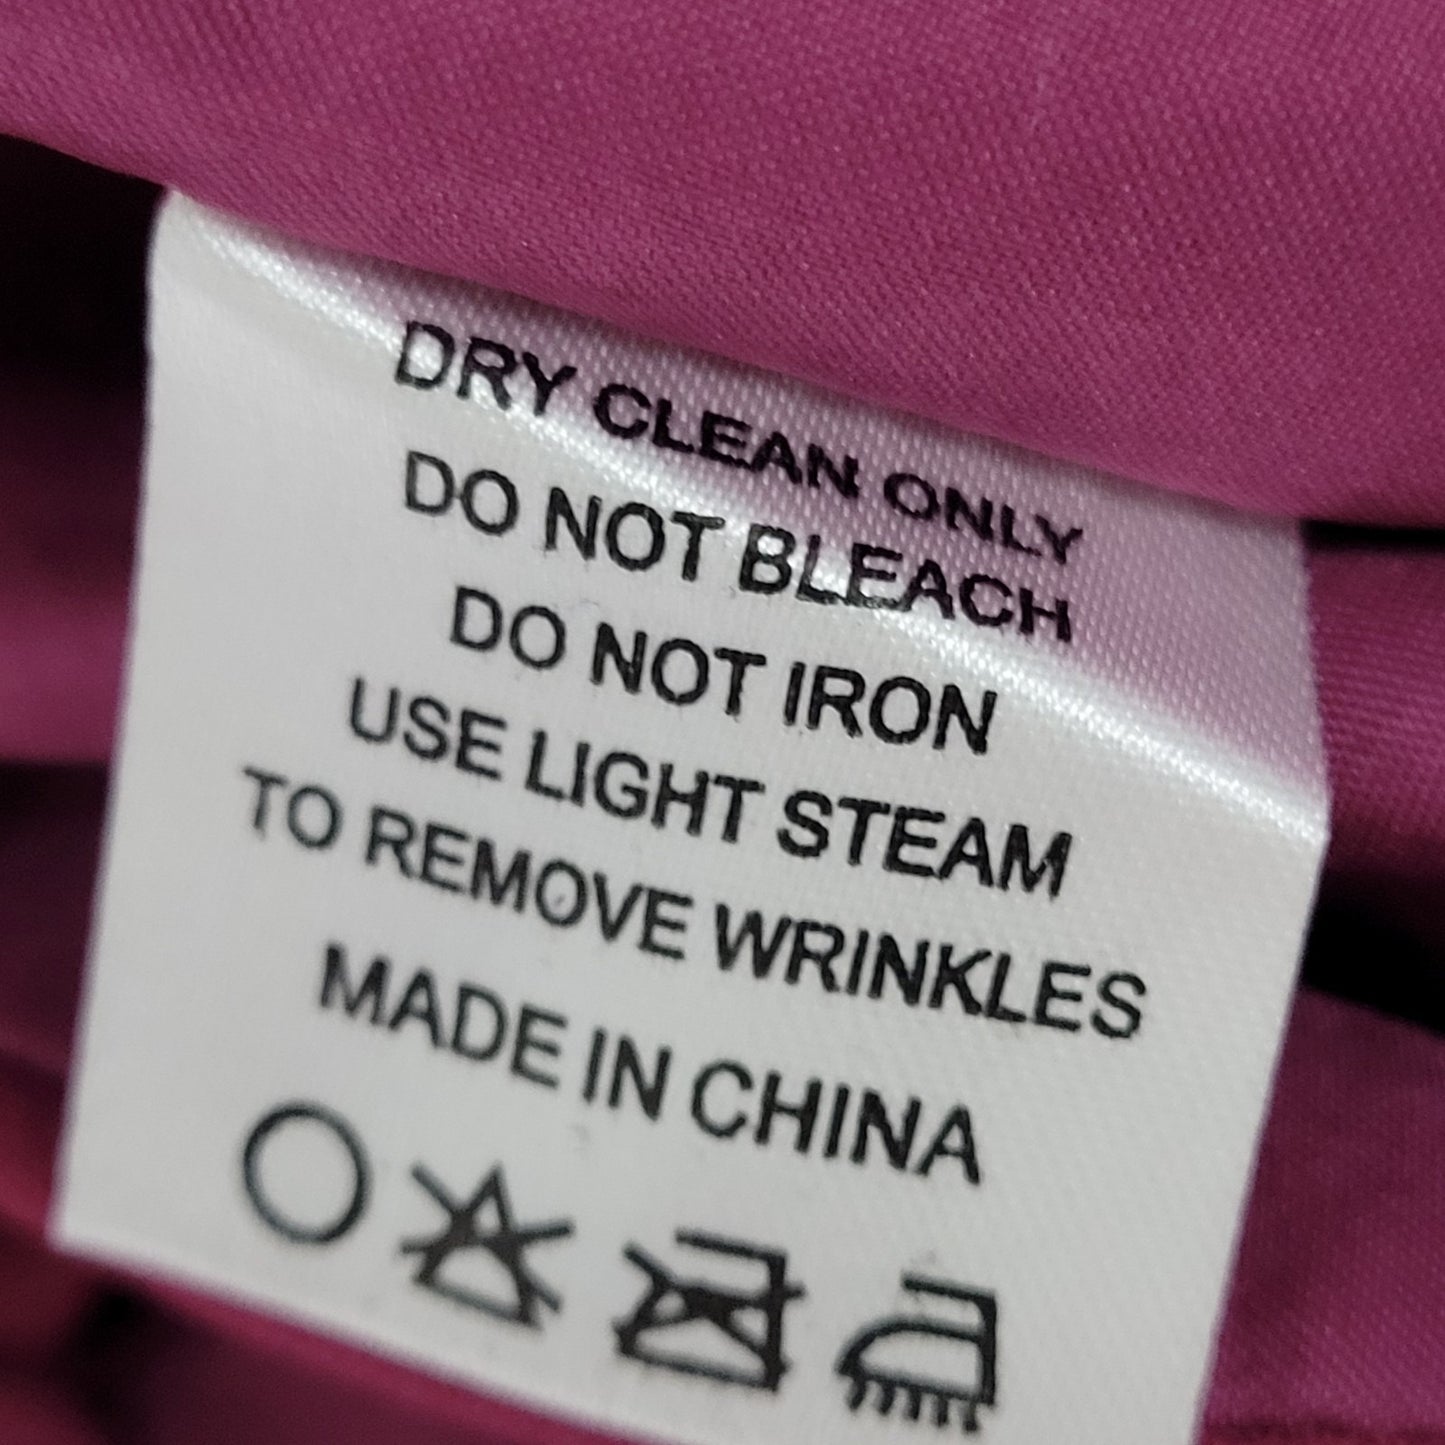 DRY CLEAN ONLY
DO NOT BLEACH
DO NOT IRON
USE LIGHT STEAM
TO REMOVE WRINKLES
MADE IN CHINA